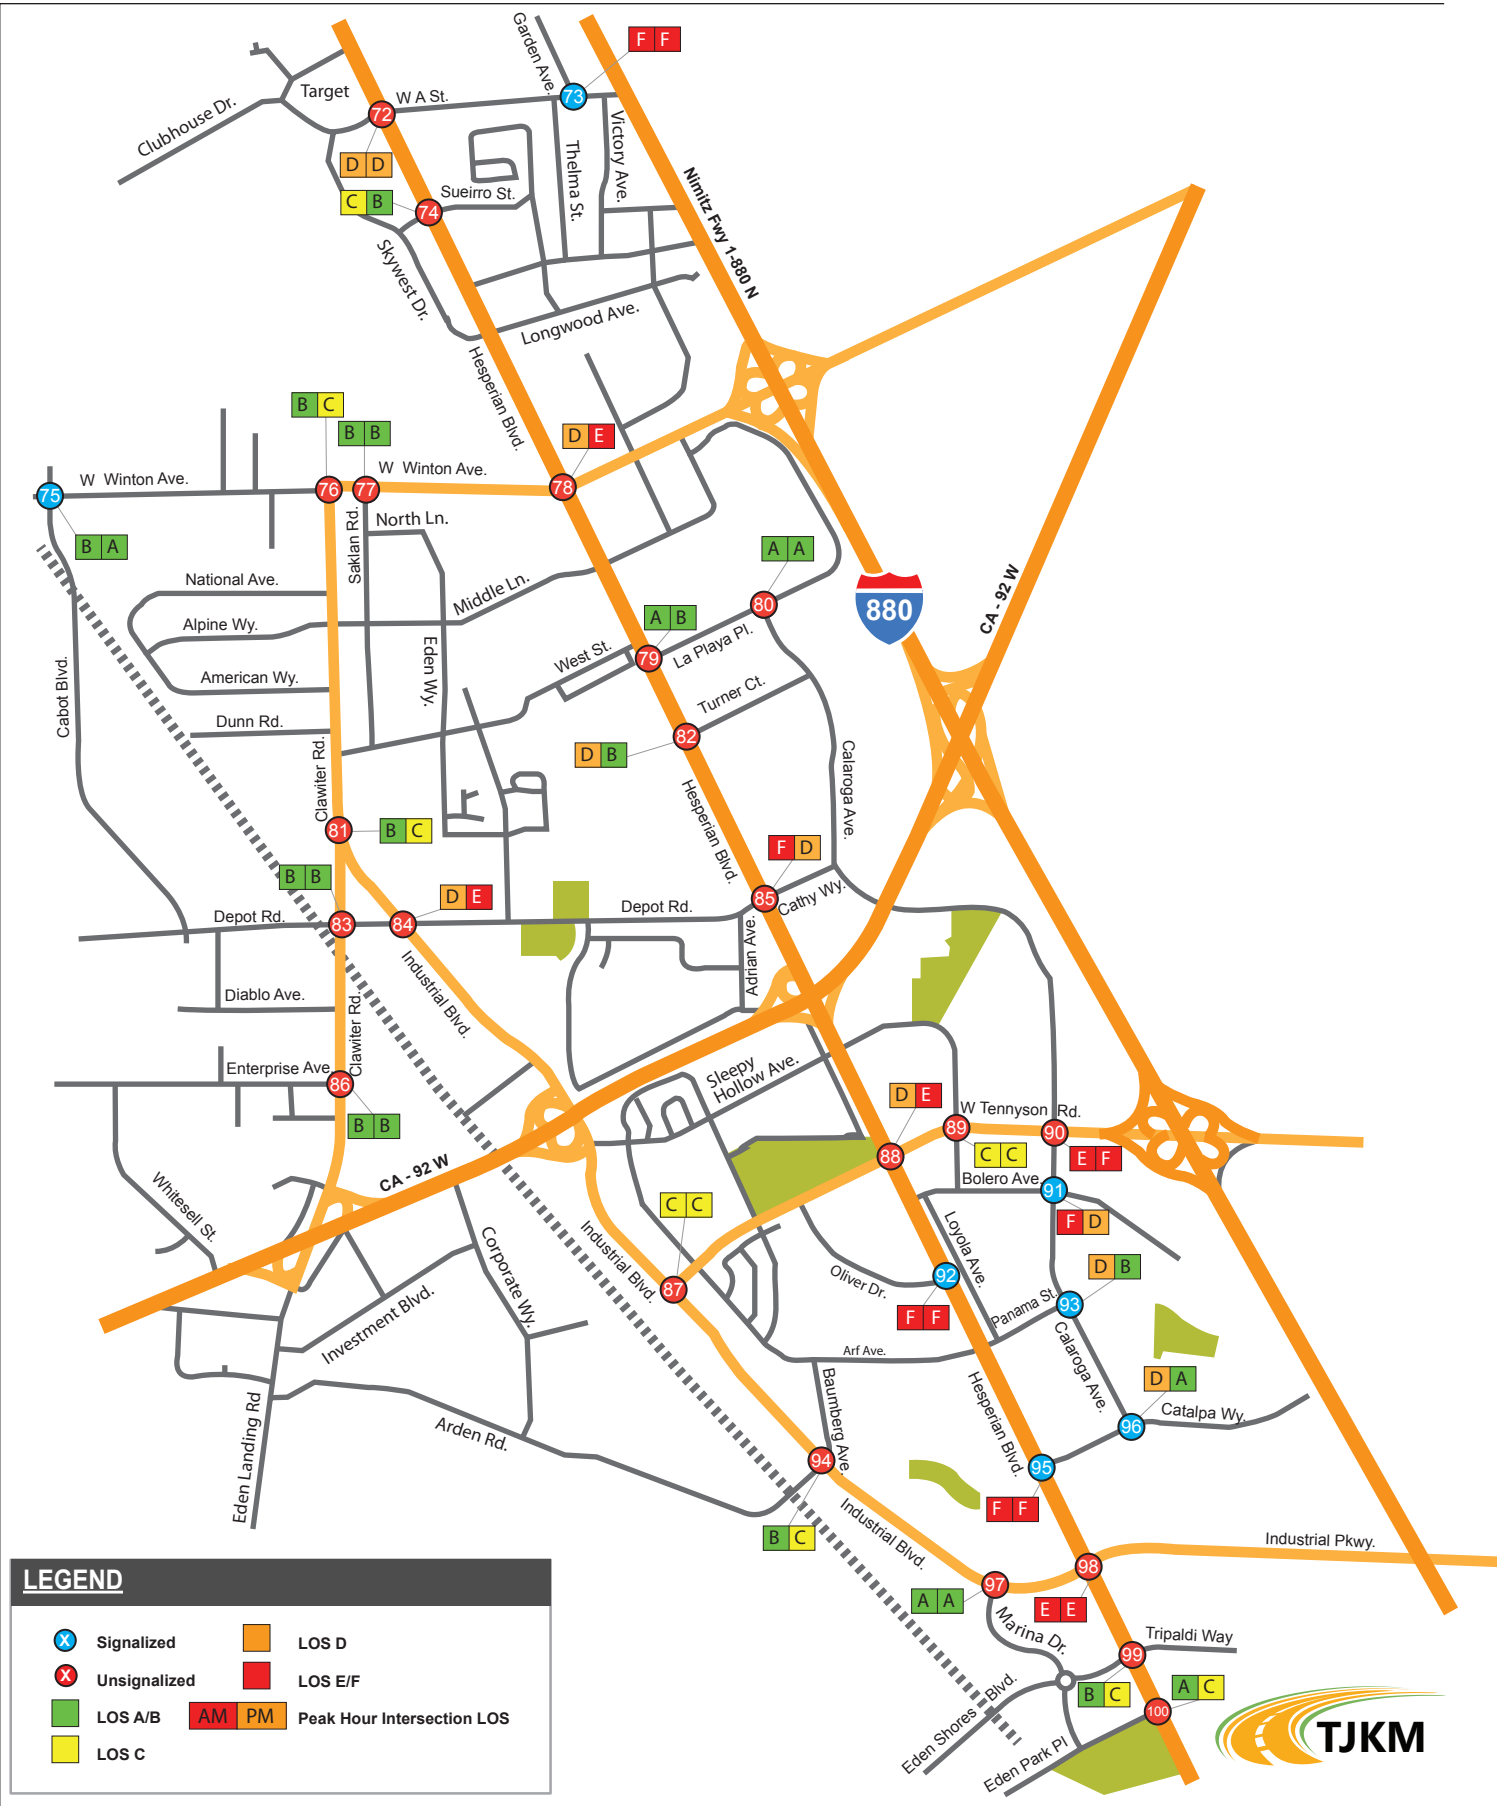 Garden Ave.
F F
73
Target
W A St.
72
Clubhouse Dr.
Victory Ave.
Thelma St.
D D
C B
Sueirro St.
74
Nimitz Fwy 1-880 N
Skywest Dr.
Longwood Ave.
Hesperian Blvd.
B C
B B
D E
W Winton Ave.
W Winton Ave.
75
76
77
78
B A
North Ln.
Saklan Rd.
A A
National Ave.
Middle Ln.
80
880
CA - 92 W
A B
Alpine Wy.
La Playa Pl.
West St.
79
Eden Wy.
American Wy.
Turner Ct.
Cabot Blvd.
Dunn Rd.
82
D B
Clawiter Rd.
Calaroga Ave.
Hesperian Blvd.
81
B C
F D
B B
D E
85
Cathy Wy.
Depot Rd.
83
84
Depot Rd.
Adrian Ave.
Industrial Blvd.
Diablo Ave.
Clawiter Rd.
Enterprise Ave.
86
B B
Sleepy
Hollow Ave.
D E
W Tennyson Rd.
89
90
C C
E F
88
CA - 92 W
Bolero Ave.
91
Whitesell St.
C C
F D
Loyola Ave.
Industrial Blvd.
Corporate Wy.
D B
Oliver Dr.
92
87
93
Panama St.
F F
Investment Blvd.
Arf Ave.
Calaroga Ave.
Baumberg Ave.
Hesperian Blvd.
D A
Catalpa Wy.
96
Eden Landing Rd
Arden Rd.
94
95
F F
Industrial Blvd.
B C
Industrial Pkwy.
98
97
A A
E E
Marina Dr.
Tripaldi Way
99
Eden Shores Blvd.
B C
A C
100
Eden Park Pl
TJKM
LEGEND
X Signalized
LOS D
X Unsignalized
LOS E/F
LOS A/B
AM PM Peak Hour Intersection LOS
LOS C